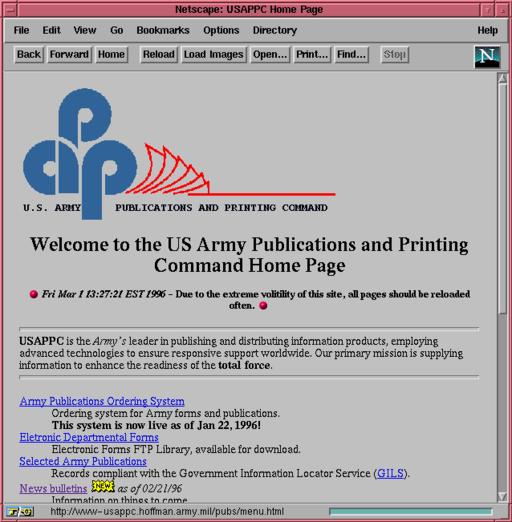 Netscape: USAPPC Home Page
File Edit View Go Bookmarks Options Directory Help
Back Forward Home Reload Load Images Open... Print... Find... Stop
N
U.S. ARMY PUBLICATIONS AND PRINTING COMMAND
Welcome to the US Army Publications and Printing
Command Home Page
Fri Mar 1 13:27:21 EST 1996 - Due to the extreme volitility of this site, all pages should be reloaded
often.
USAPPC is the Army's leader in publishing and distributing information products, employing
advanced technologies to ensure responsive support worldwide. Our primary mission is supplying
information to enhance the readiness of the total force.
Army Publications Ordering System
Ordering system for Army forms and publications.
This system is now live as of Jan 22, 1996!
Eletronic Departmental Forms
Electronic Forms FTP Library, available for download.
Selected Army Publications
Records compliant with the Government Information Locator Service (GILS).
News bulletins NEW as of 02/21/96
Information on things to come
http://www-usappc.hoffman.army.mil/pubs/menu.html